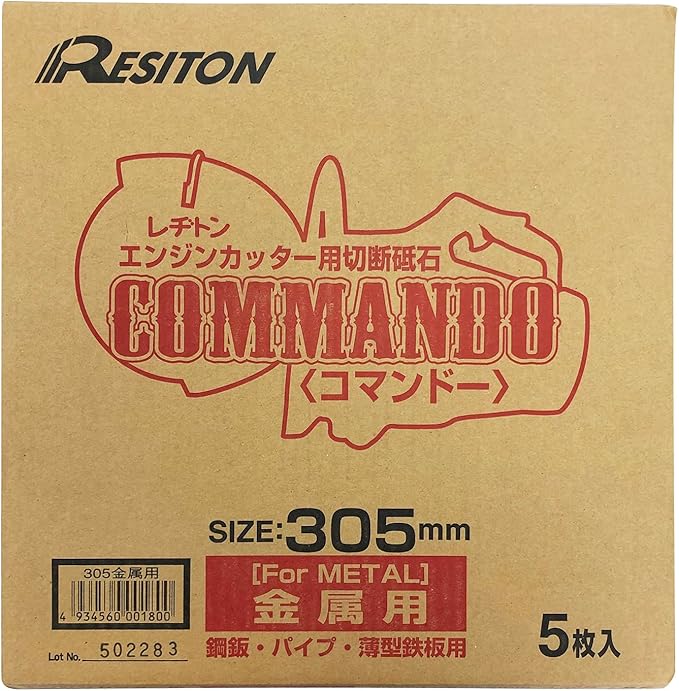 RESITON
レヂトン
エンジンカッター用切断砥石
COMMANDO
〈コマンドー〉
SIZE:305mm
[For METAL]
金属用
鋼鈑・パイプ・薄型鉄板用
5枚入
305金属用
4 934560 001800
Lot No. 502283